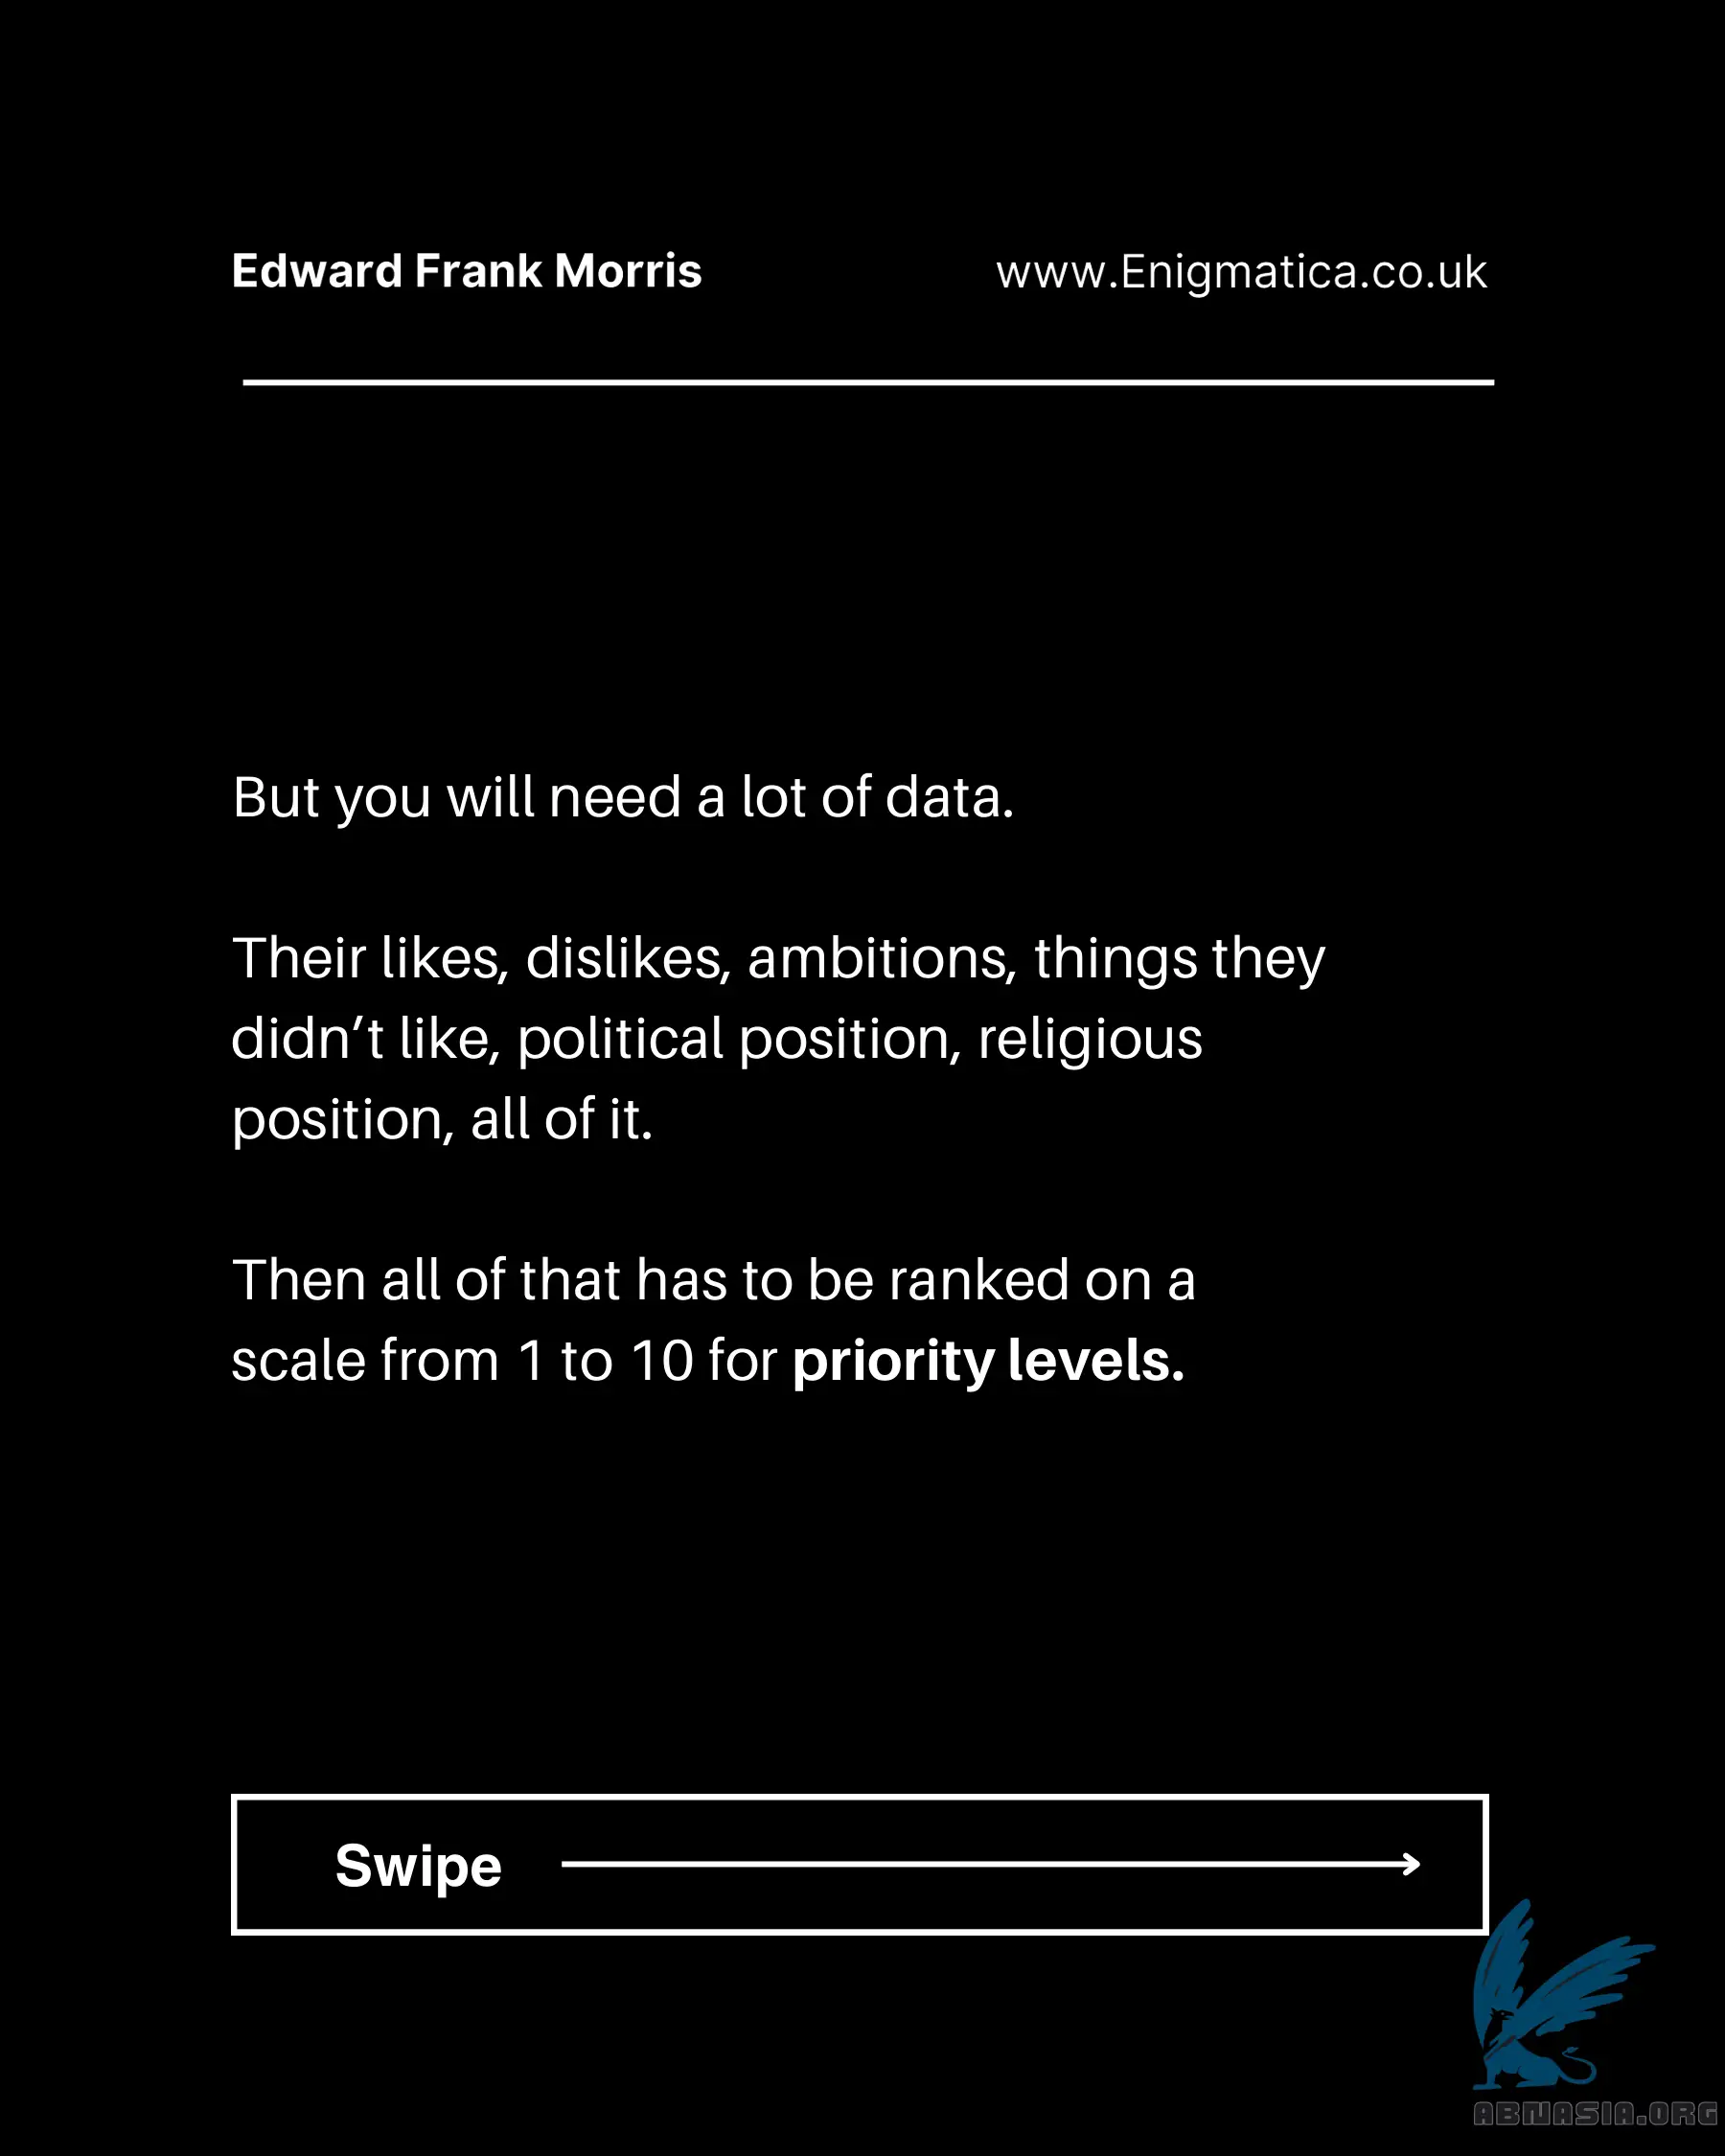 Edward Frank Morris
www.Enigmatica.co.uk
But you will need a lot of data.
Their likes, dislikes, ambitions, things they
didn’t like, political position, religious
position, all of it.
Then all of that has to be ranked on a
scale from 1 to 10 for priority levels.
Swipe
ABNASIA.ORG